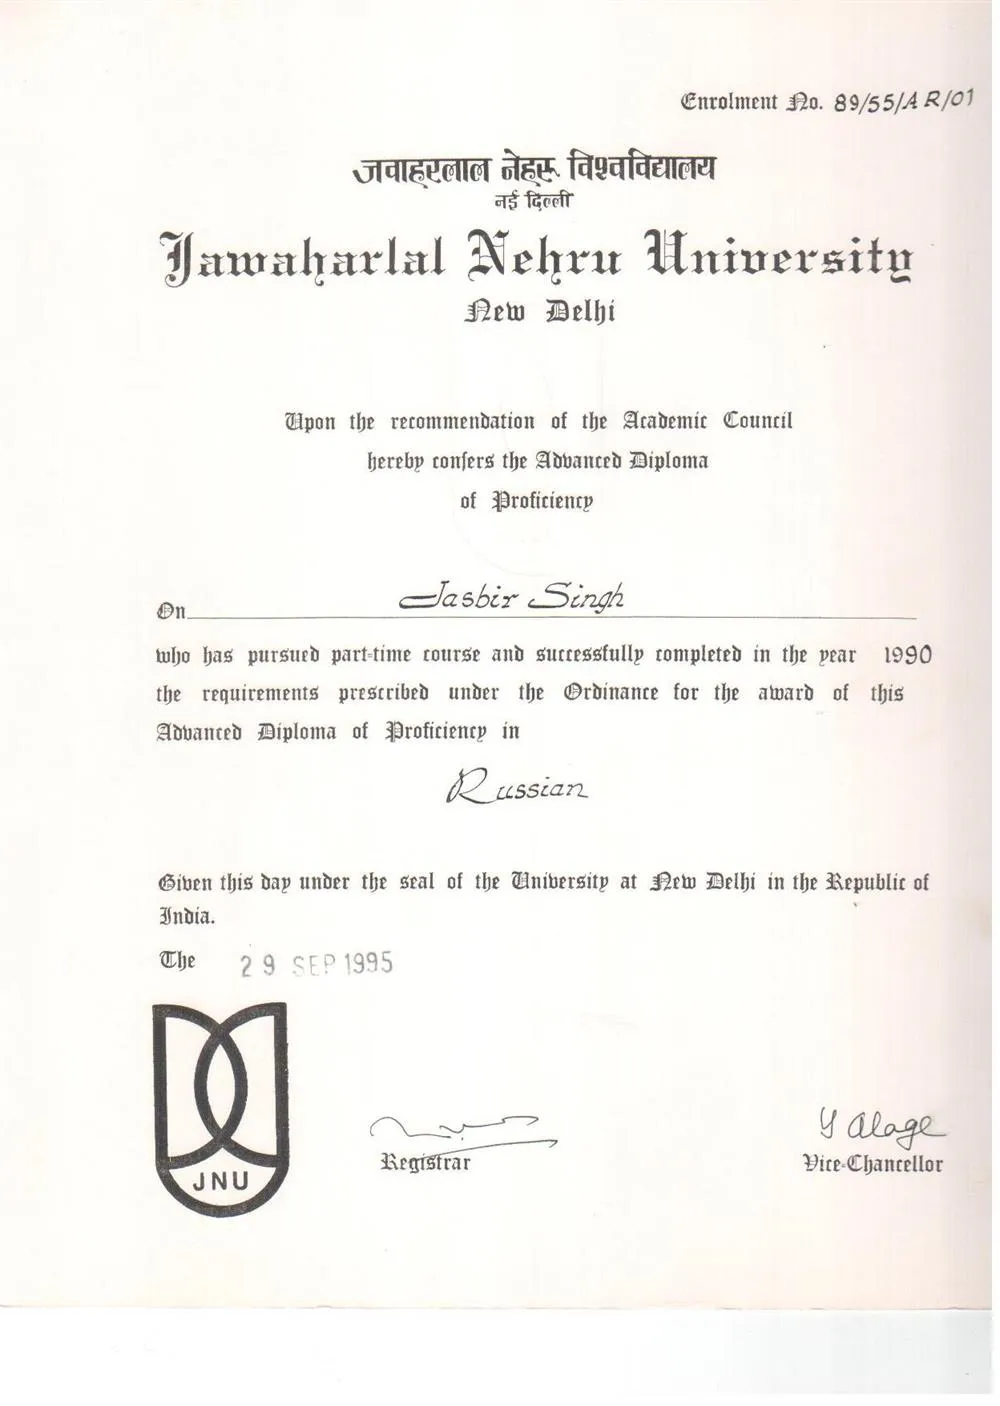 Enrolment No. 89/55/AR/01
जवाहरलाल नेहरू विश्वविद्यालय
नई दिल्ली
Jawaharlal Nehru University
New Delhi
Upon the recommendation of the Academic Council
hereby confers the Advanced Diploma
of Proficiency
On Jasbir Singh
who has pursued part-time course and successfully completed in the year 1990
the requirements prescribed under the Ordinance for the award of this
Advanced Diploma of Proficiency in
Russian
Given this day under the seal of the University at New Delhi in the Republic of
India.
The 29 SEP 1995
JNU
Y Alage
Registrar
Vice-Chancellor